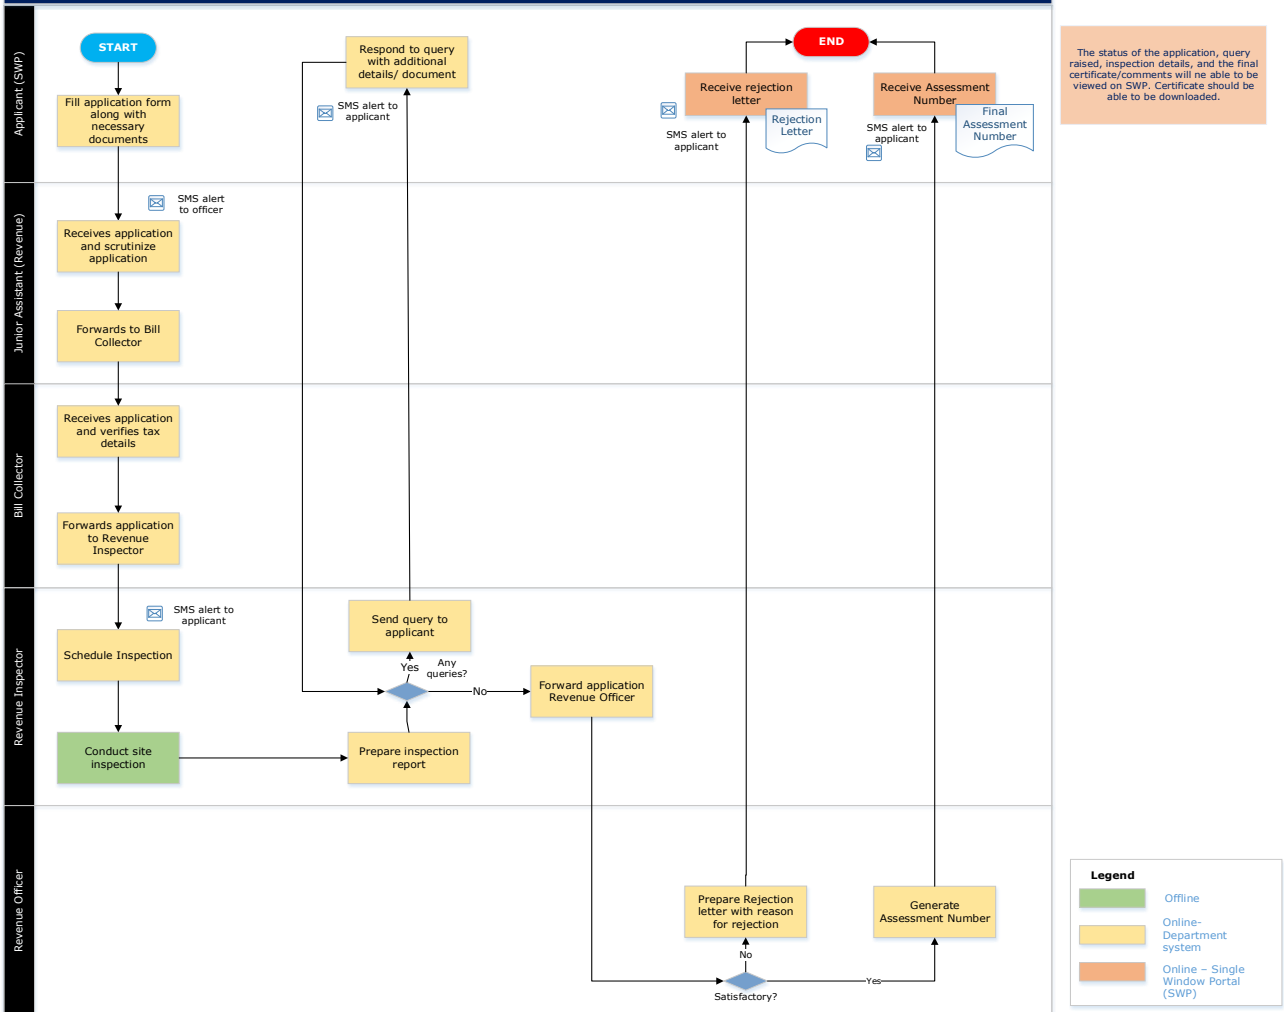 Applicant (SWP)
START
Fill application form
along with
necessary
documents
Respond to query
with additional
details/ document
SMS alert to
applicant
END
Receive rejection
letter
Rejection
Letter
SMS alert to
applicant
Receive Assessment
Number
Final
Assessment
Number
SMS alert to
applicant
The status of the application, query
raised, inspection details, and the final
certificate/comments will ne able to be
viewed on SWP. Certificate should be
able to be downloaded.
Junior Assistant (Revenue)
SMS alert
to officer
Receives application
and scrutinize
application
Forwards to Bill
Collector
Bill Collector
Receives application
and verifies tax
details
Forwards application
to Revenue
Inspector
Revenue Inspector
SMS alert to
applicant
Schedule Inspection
Conduct site
inspection
Send query to
applicant
Yes
Any
queries?
No
Prepare inspection
report
Forward application
Revenue Officer
Revenue Officer
Prepare Rejection
letter with reason
for rejection
No
Satisfactory?
Yes
Generate
Assessment Number
Legend
Offline
Online-
Department
system
Online – Single
Window Portal
(SWP)